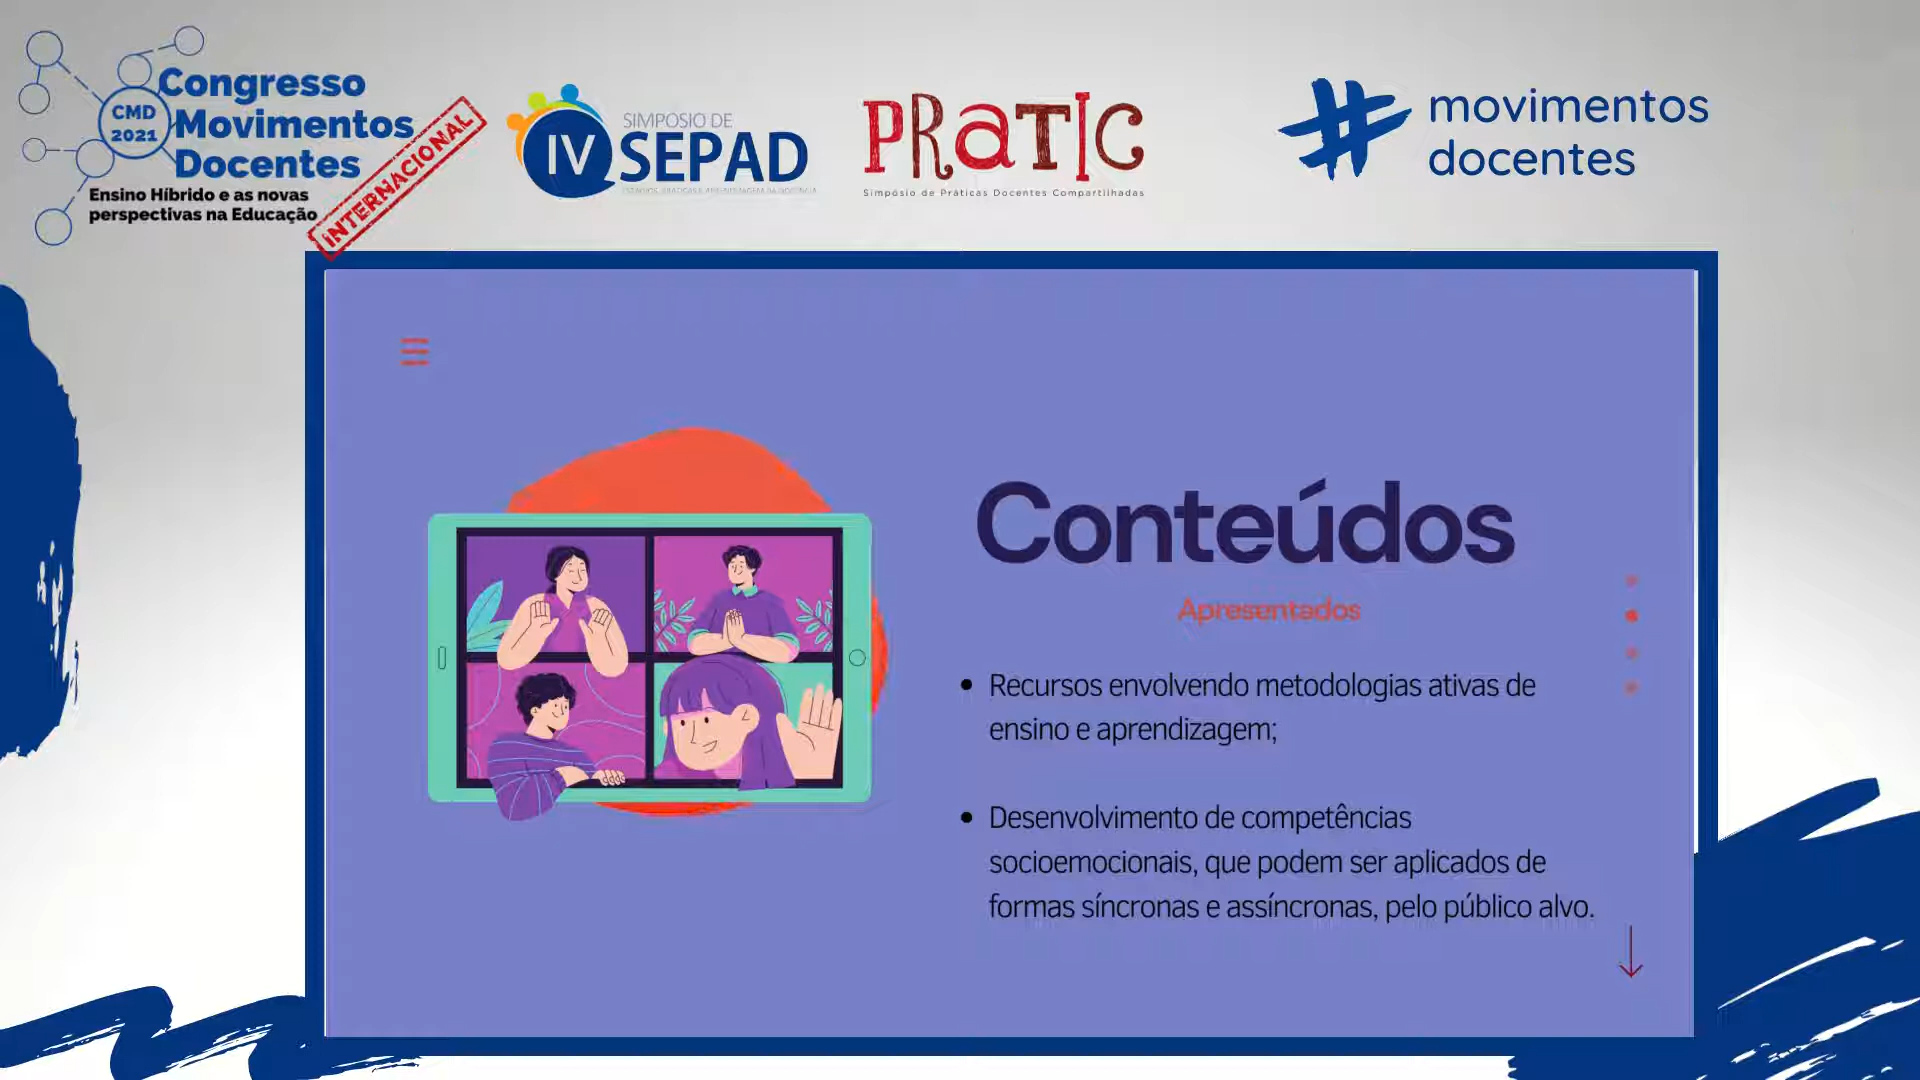 CMD
2021
Congresso
Movimentos
Docentes
Ensino Híbrido e as novas
perspectivas na Educação
INTERNACIONAL
IV
SIMPÓSIO DE
SEPAD
PRATIC
Simpósio de Práticas Docentes Compartilhadas
movimentos
docentes
Conteúdos
Apresentados
• Recursos envolvendo metodologias ativas de
ensino e aprendizagem;
• Desenvolvimento de competências
socioemocionais, que podem ser aplicados de
formas síncronas e assíncronas, pelo público alvo.